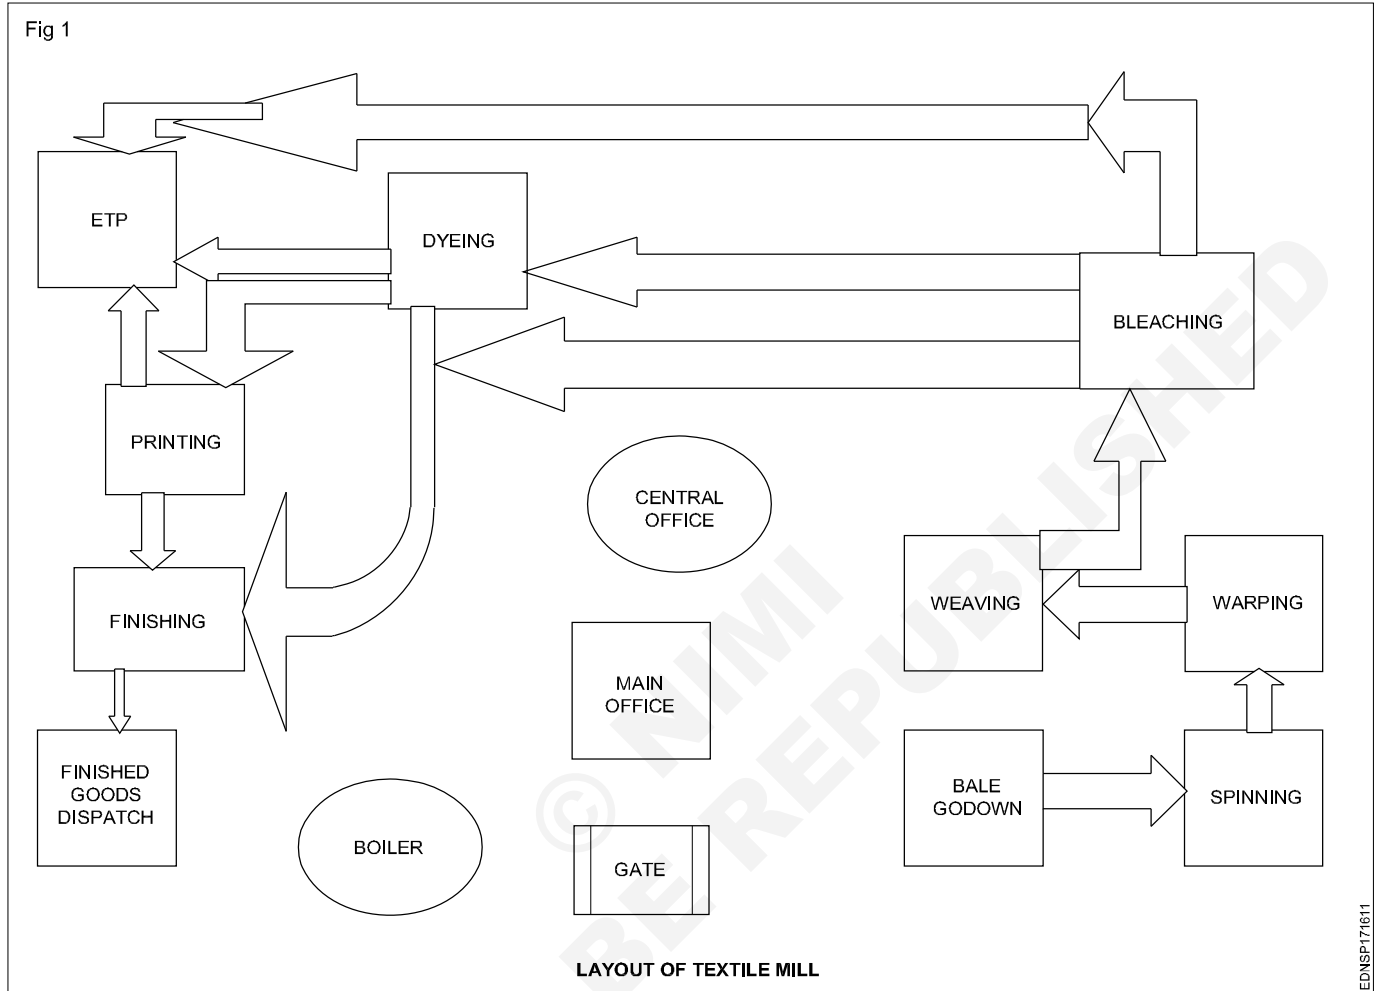 Fig 1
ETP
DYEING
BLEACHING
PRINTING
CENTRAL
OFFICE
FINISHING
WEAVING
WARPING
MAIN
OFFICE
FINISHED
GOODS
DISPATCH
BALE
GODOWN
SPINNING
BOILER
GATE
© NIMI
BE REPUBLISHED
LAYOUT OF TEXTILE MILL
EDNSP171611